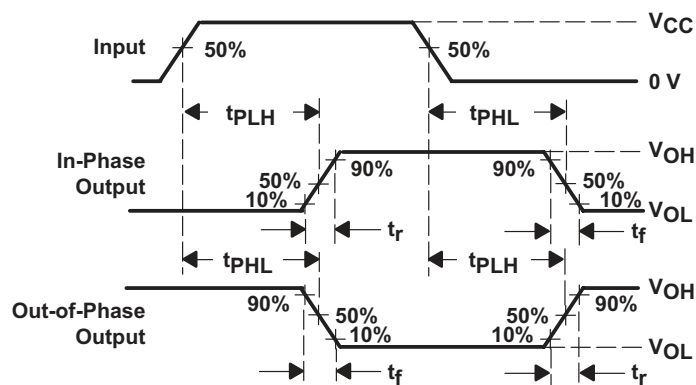 VCC
Input
50%
50%
0 V
tPLH
tPHL
In-Phase
Output
VOH
90%
90%
50%
50%
10%
10%
VOL
tr
tf
tPHL
tPLH
Out-of-Phase
Output
VOH
90%
90%
50%
50%
10%
10%
VOL
tf
tr